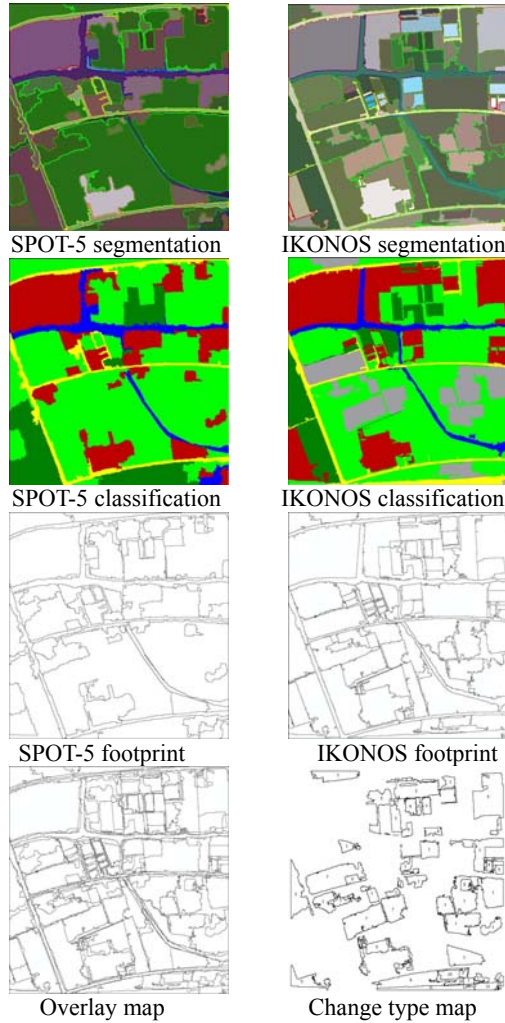 SPOT-5 segmentation
IKONOS segmentation
SPOT-5 classification
IKONOS classification
SPOT-5 footprint
IKONOS footprint
Overlay map
Change type map